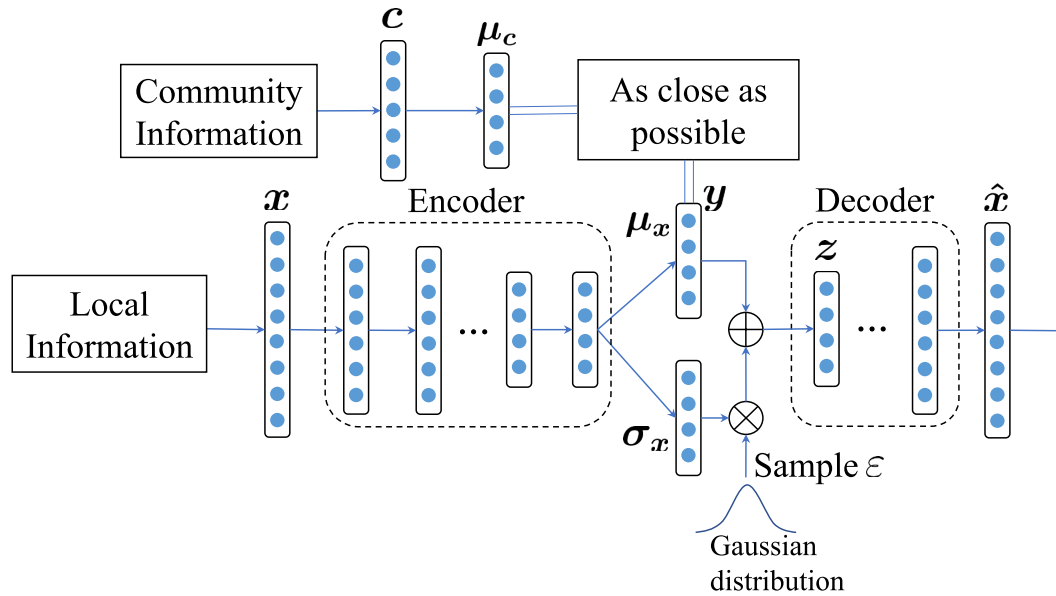 c
μc
Community
Information
As close as
possible
x
Encoder
μx
y
Decoder
x̂
z
Local
Information
...
...
σx
Sample ε
Gaussian
distribution